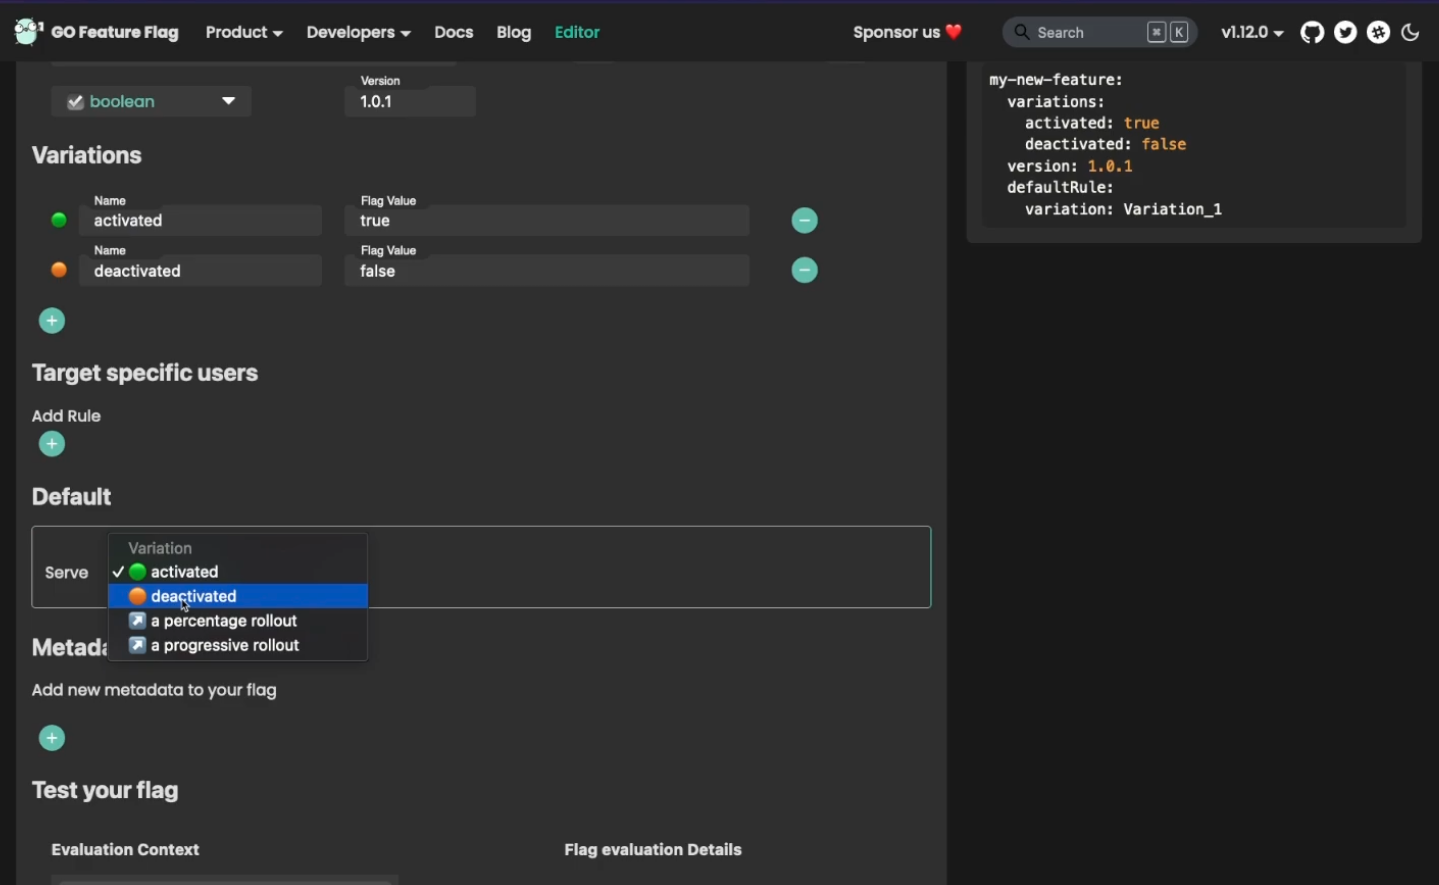 GO Feature Flag Product Developers Docs Blog Editor Sponsor us ❤️ Search ⌘ K v1.12.0
boolean
Version
1.0.1
Variations
Name
activated
Flag Value
true
Name
deactivated
Flag Value
false
Target specific users
Add Rule
Default
Serve
Variation
✓ activated
deactivated
a percentage rollout
a progressive rollout
Metada
Add new metadata to your flag
Test your flag
Evaluation Context
Flag evaluation Details
my-new-feature:
variations:
activated: true
deactivated: false
version: 1.0.1
defaultRule:
variation: Variation_1